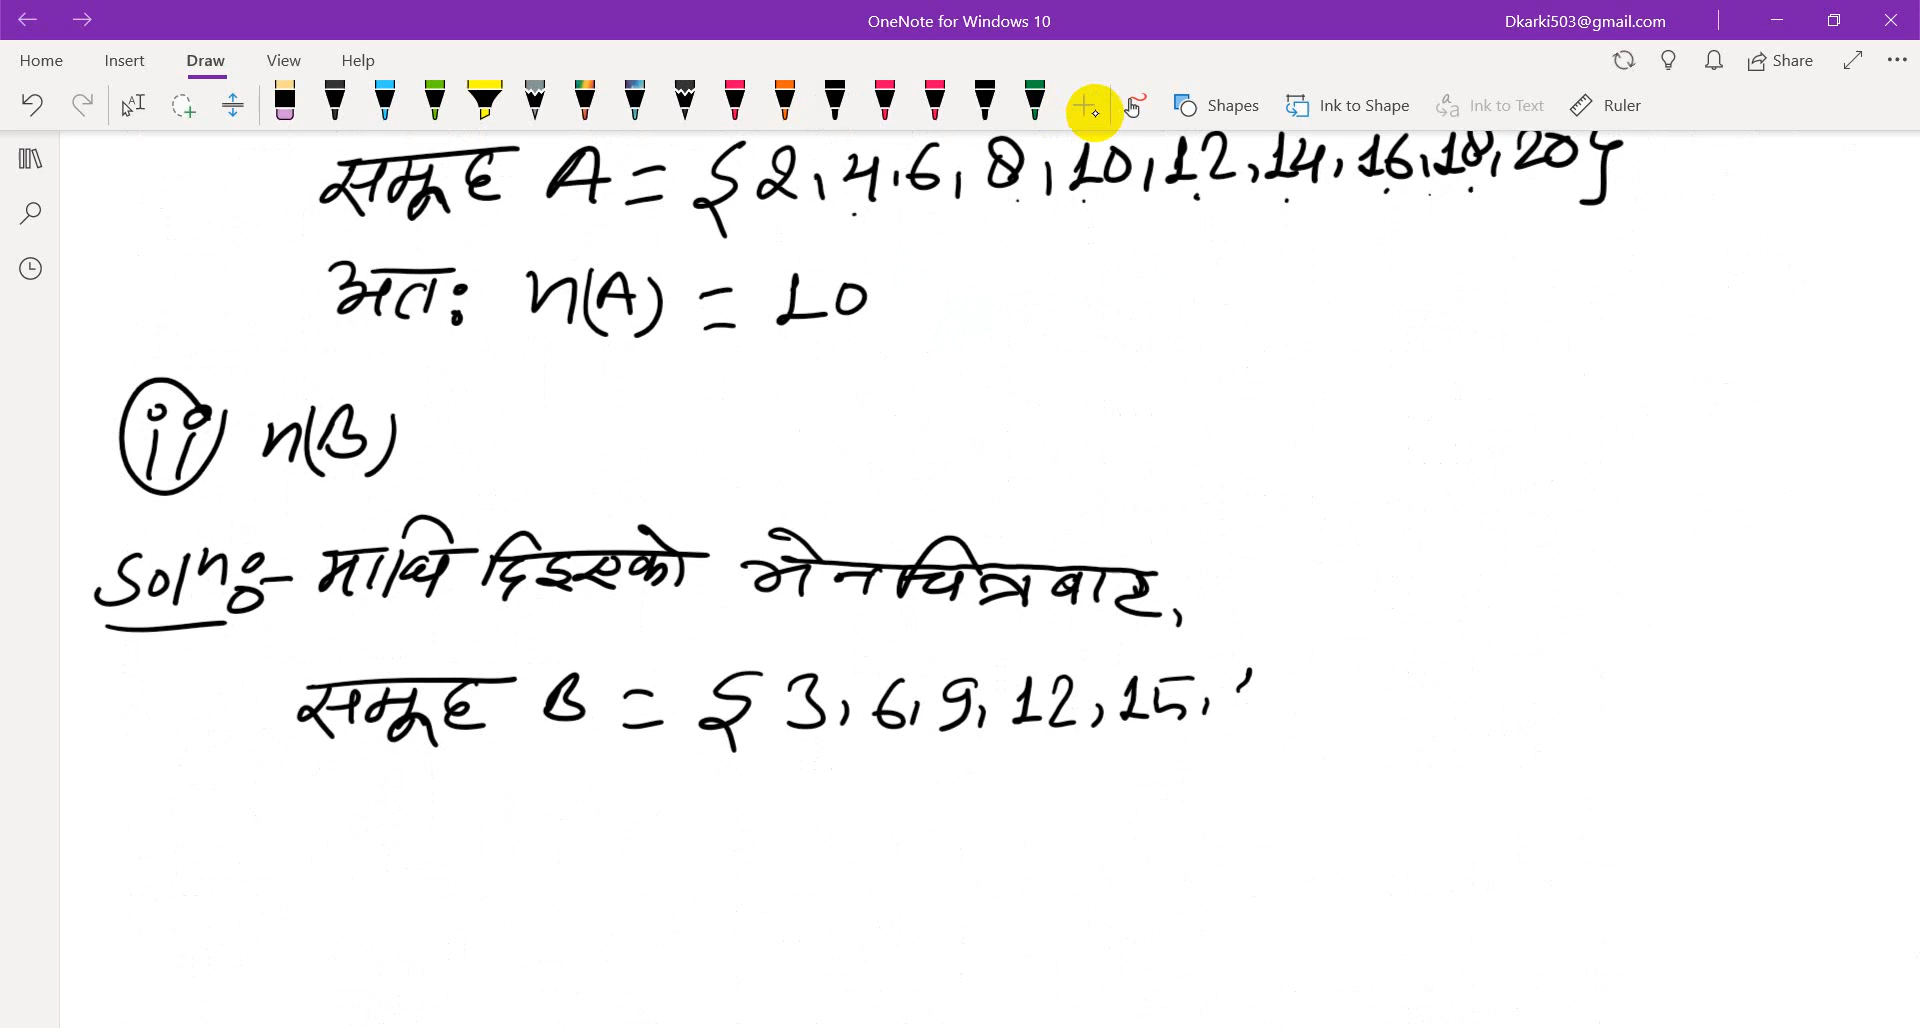 OneNote for Windows 10
Dkarki503@gmail.com
Home Insert Draw View Help
Share
Shapes Ink to Shape Ink to Text Ruler
समूह A = {2, 4, 6, 8, 10, 12, 14, 16, 18, 20}
अतः n(A) = 10
ii n(B)
Soln:- माथि दिइएको भेनचित्रबाट,
समूह B = { 3, 6, 9, 12, 15,